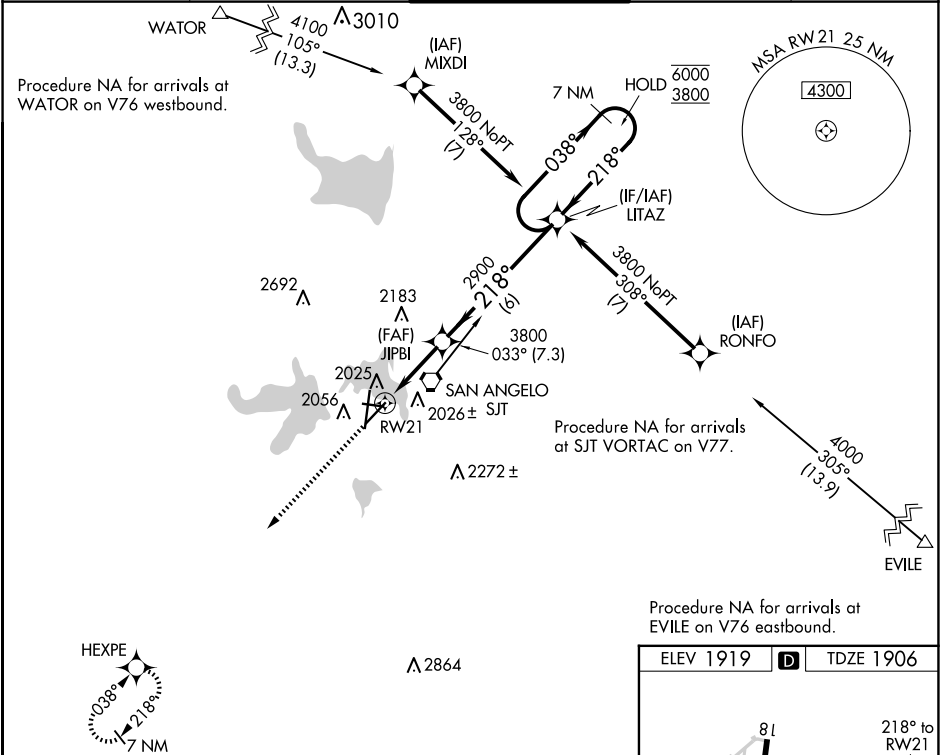 WATOR
4100
105°
(13.3)
3010
(IAF)
MIXDI
Procedure NA for arrivals at
WATOR on V76 westbound.
3800 NoPT
128°
(7)
7 NM
HOLD
6000
3800
038°
218°
MSA RW21 25 NM
4300
(IF/IAF)
LITAZ
3800 NoPT
308°
(7)
(IAF)
RONFO
2900
218°
(6)
2692
2183
(FAF)
JIPBI
3800
033° (7.3)
2025
SAN ANGELO
SJT
2056
2026 ±
RW21
Procedure NA for arrivals
at SJT VORTAC on V77.
2272 ±
4000
305°
(13.9)
EVILE
Procedure NA for arrivals at
EVILE on V76 eastbound.
HEXPE
038°
218°
7 NM
2864
ELEV 1919
D
TDZE 1906
18
218° to
RW21